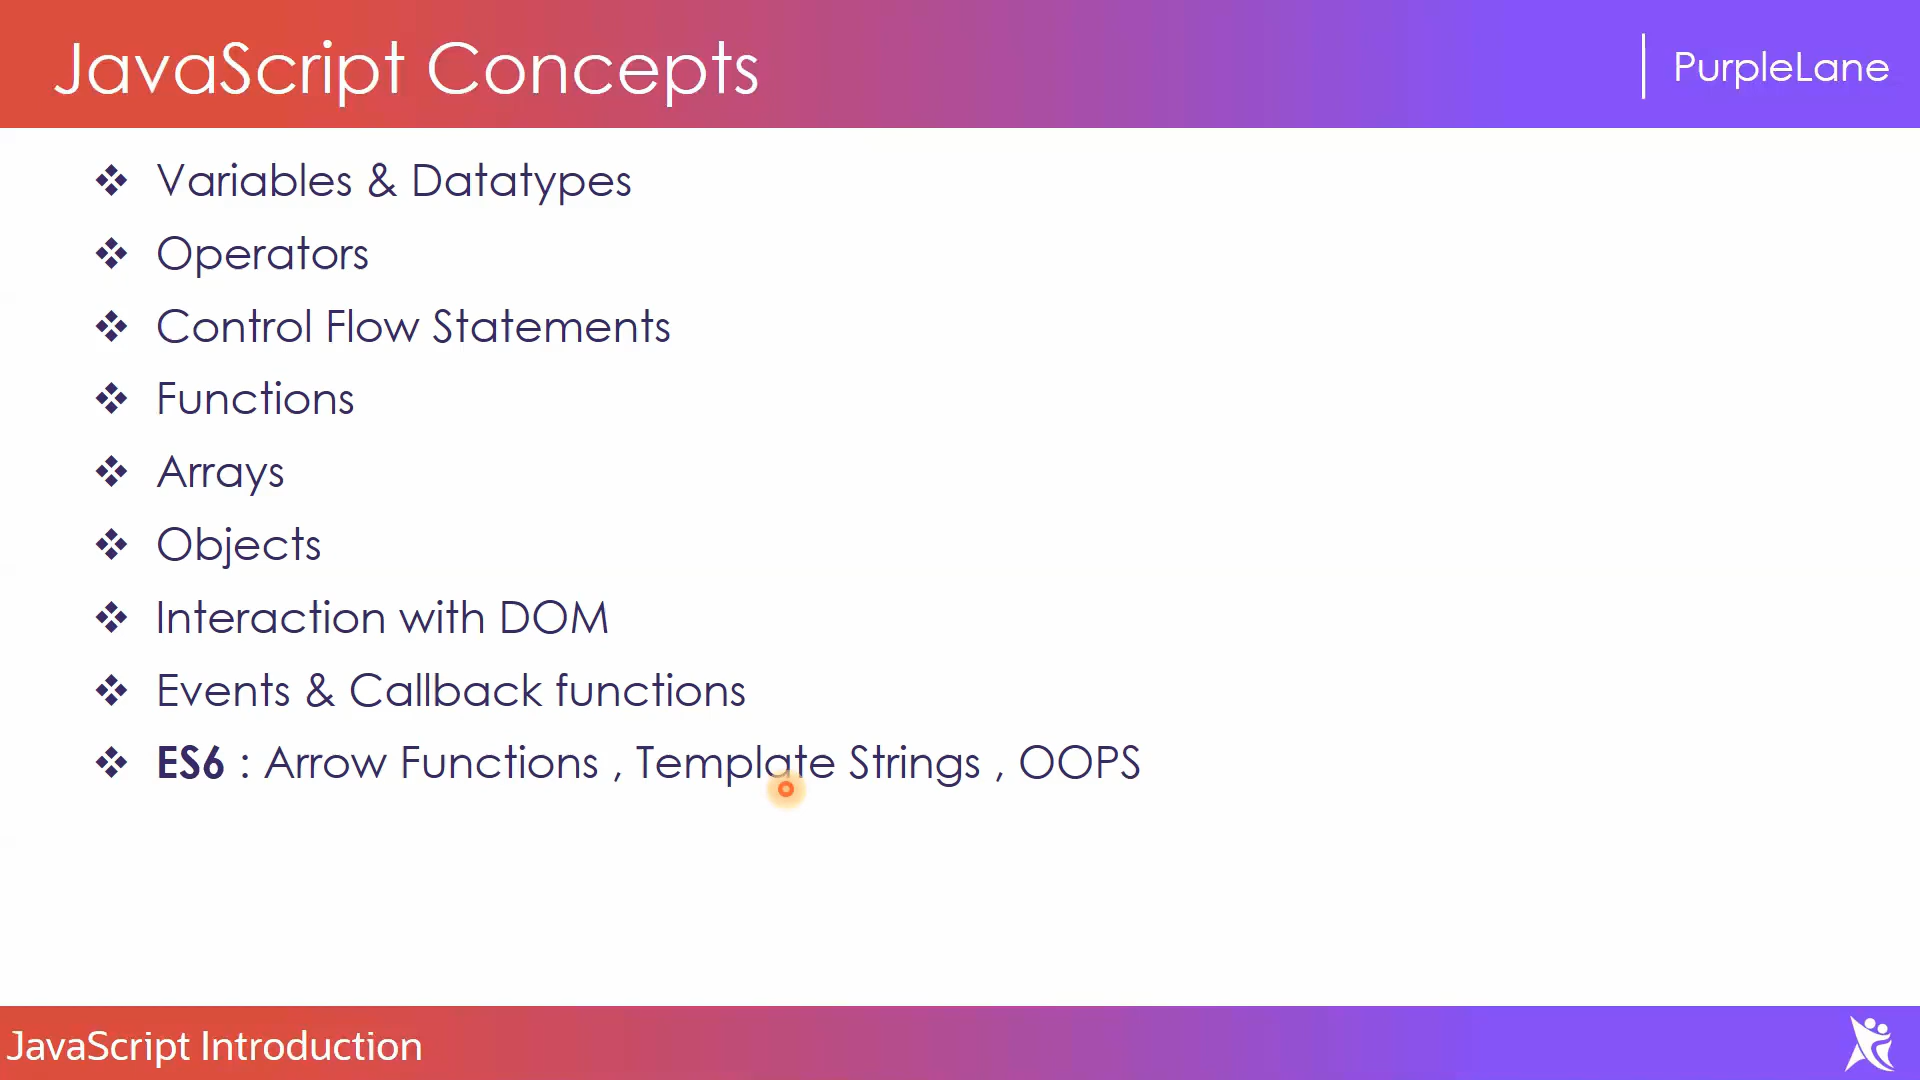 JavaScript Concepts
PurpleLane
❖ Variables & Datatypes
❖ Operators
❖ Control Flow Statements
❖ Functions
❖ Arrays
❖ Objects
❖ Interaction with DOM
❖ Events & Callback functions
❖ ES6 : Arrow Functions , Template Strings , OOPS
JavaScript Introduction